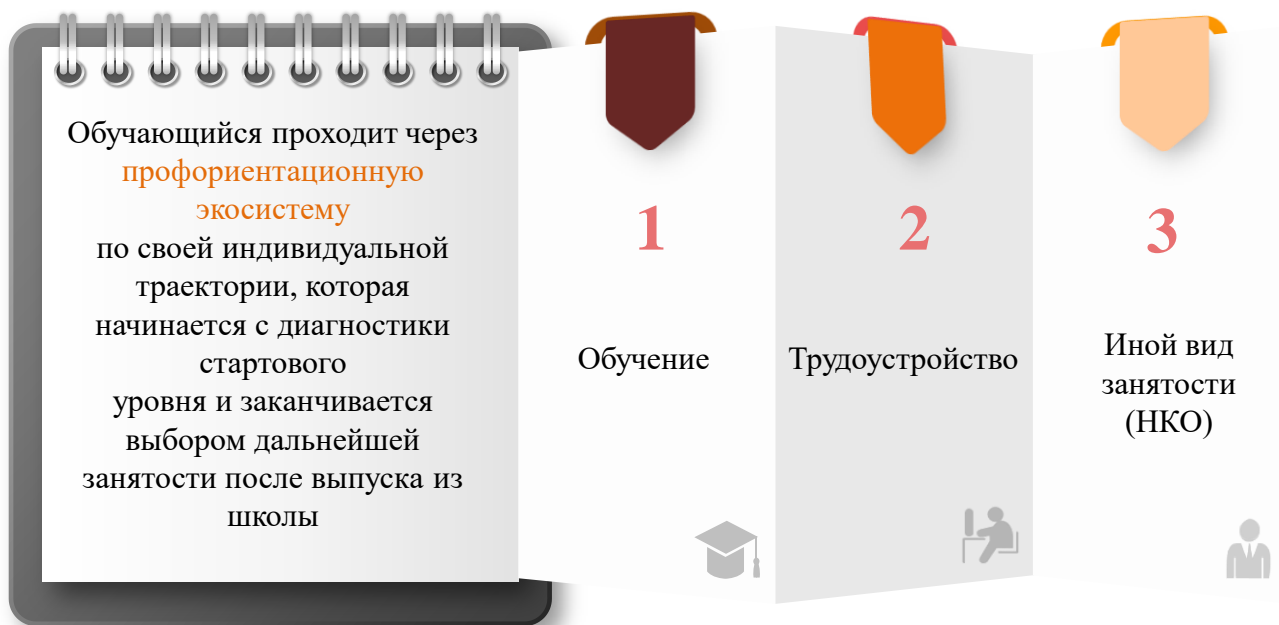 Обучающийся проходит через
профориентационную
экосистему
по своей индивидуальной
траектории, которая
начинается с диагностики
стартового
уровня и заканчивается
выбором дальнейшей
занятости после выпуска из
школы
1
Обучение
2
Трудоустройство
3
Иной вид
занятости
(НКО)